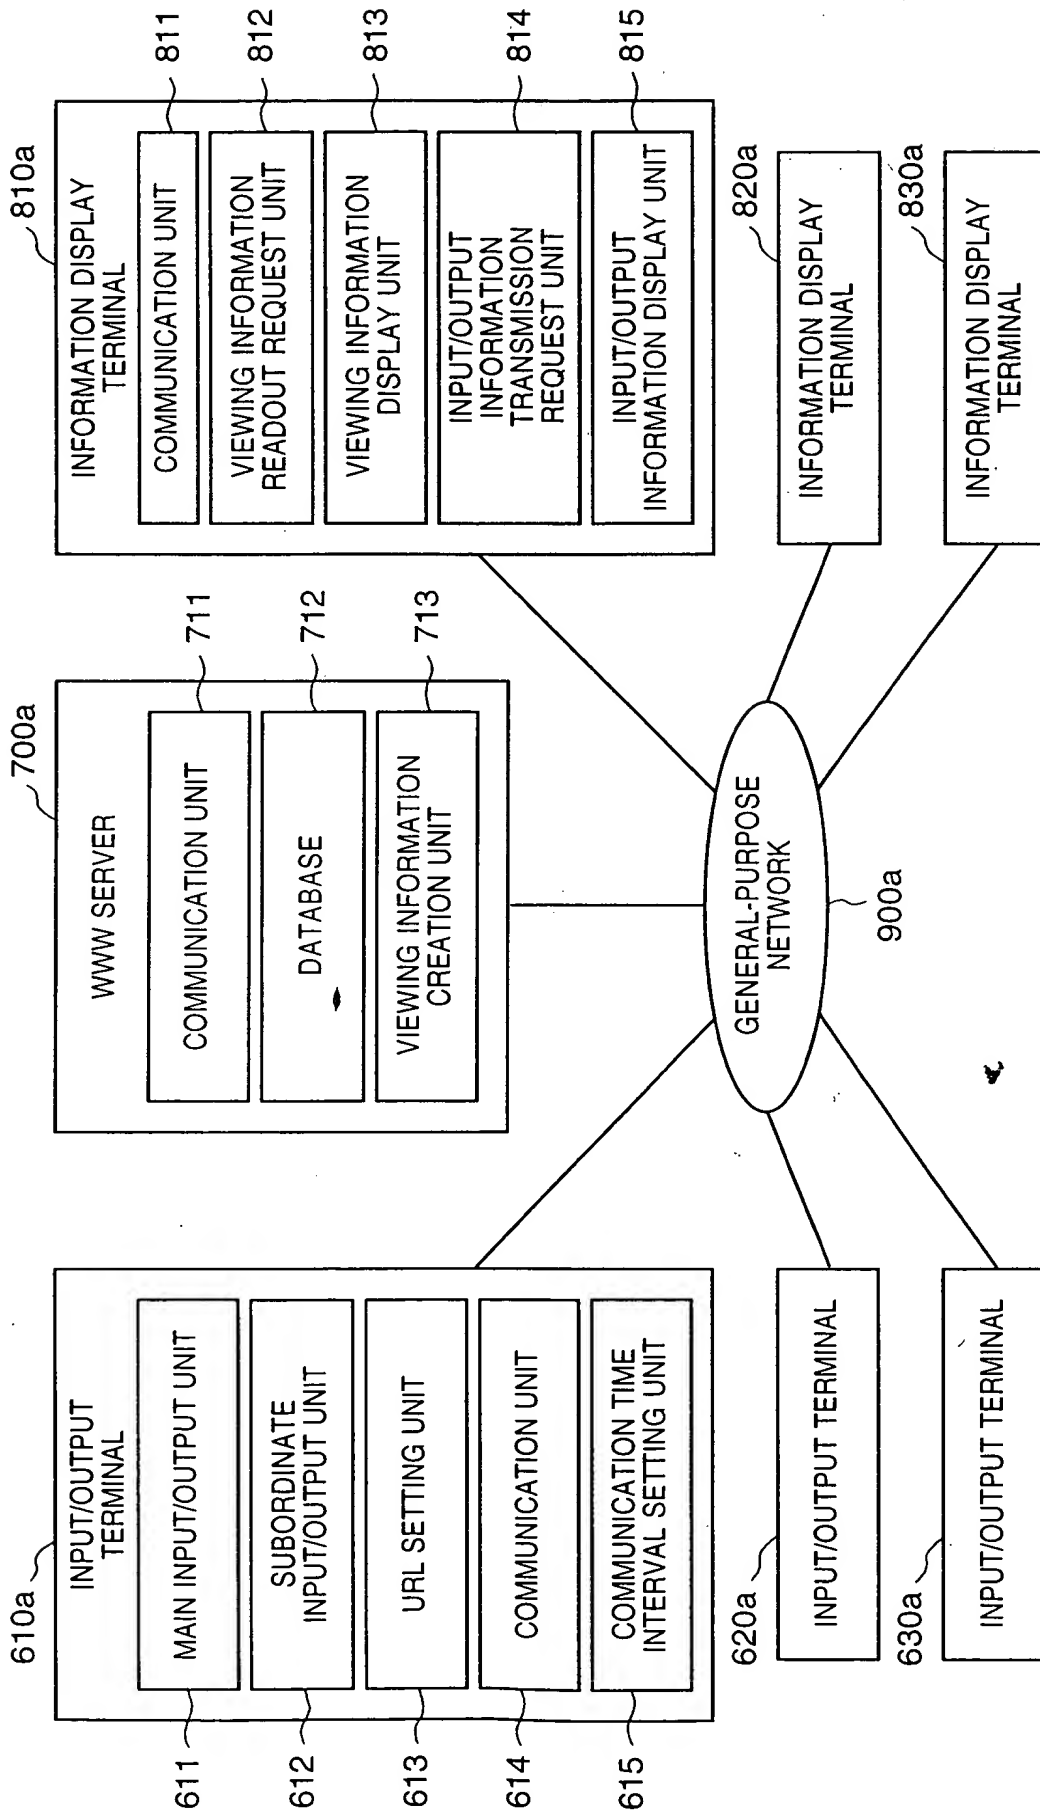 610a
INPUT/OUTPUT
TERMINAL
611
MAIN INPUT/OUTPUT UNIT
612
SUBORDINATE
INPUT/OUTPUT UNIT
613
URL SETTING UNIT
614
COMMUNICATION UNIT
615
COMMUNICATION TIME
INTERVAL SETTING UNIT
620a
INPUT/OUTPUT TERMINAL
630a
INPUT/OUTPUT TERMINAL
700a
WWW SERVER
711
COMMUNICATION UNIT
712
DATABASE
713
VIEWING INFORMATION
CREATION UNIT
GENERAL-PURPOSE
NETWORK
900a
810a
INFORMATION DISPLAY
TERMINAL
811
COMMUNICATION UNIT
812
VIEWING INFORMATION
READOUT REQUEST UNIT
813
VIEWING INFORMATION
DISPLAY UNIT
814
INPUT/OUTPUT
INFORMATION
TRANSMISSION
REQUEST UNIT
815
INPUT/OUTPUT
INFORMATION DISPLAY UNIT
820a
INFORMATION DISPLAY
TERMINAL
830a
INFORMATION DISPLAY
TERMINAL